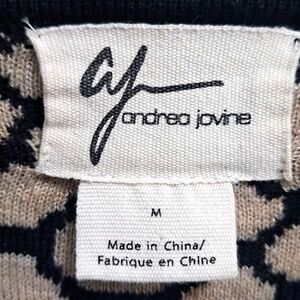 aj
andrea jovine
M
Made in China/
Fabrique en Chine